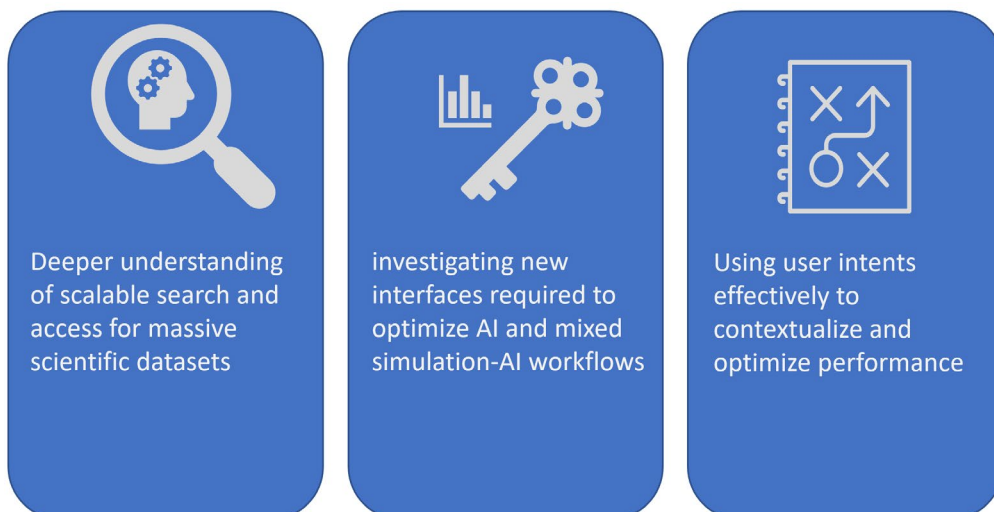 Deeper understanding
of scalable search and
access for massive
scientific datasets
investigating new
interfaces required to
optimize AI and mixed
simulation-AI workflows
Using user intents
effectively to
contextualize and
optimize performance